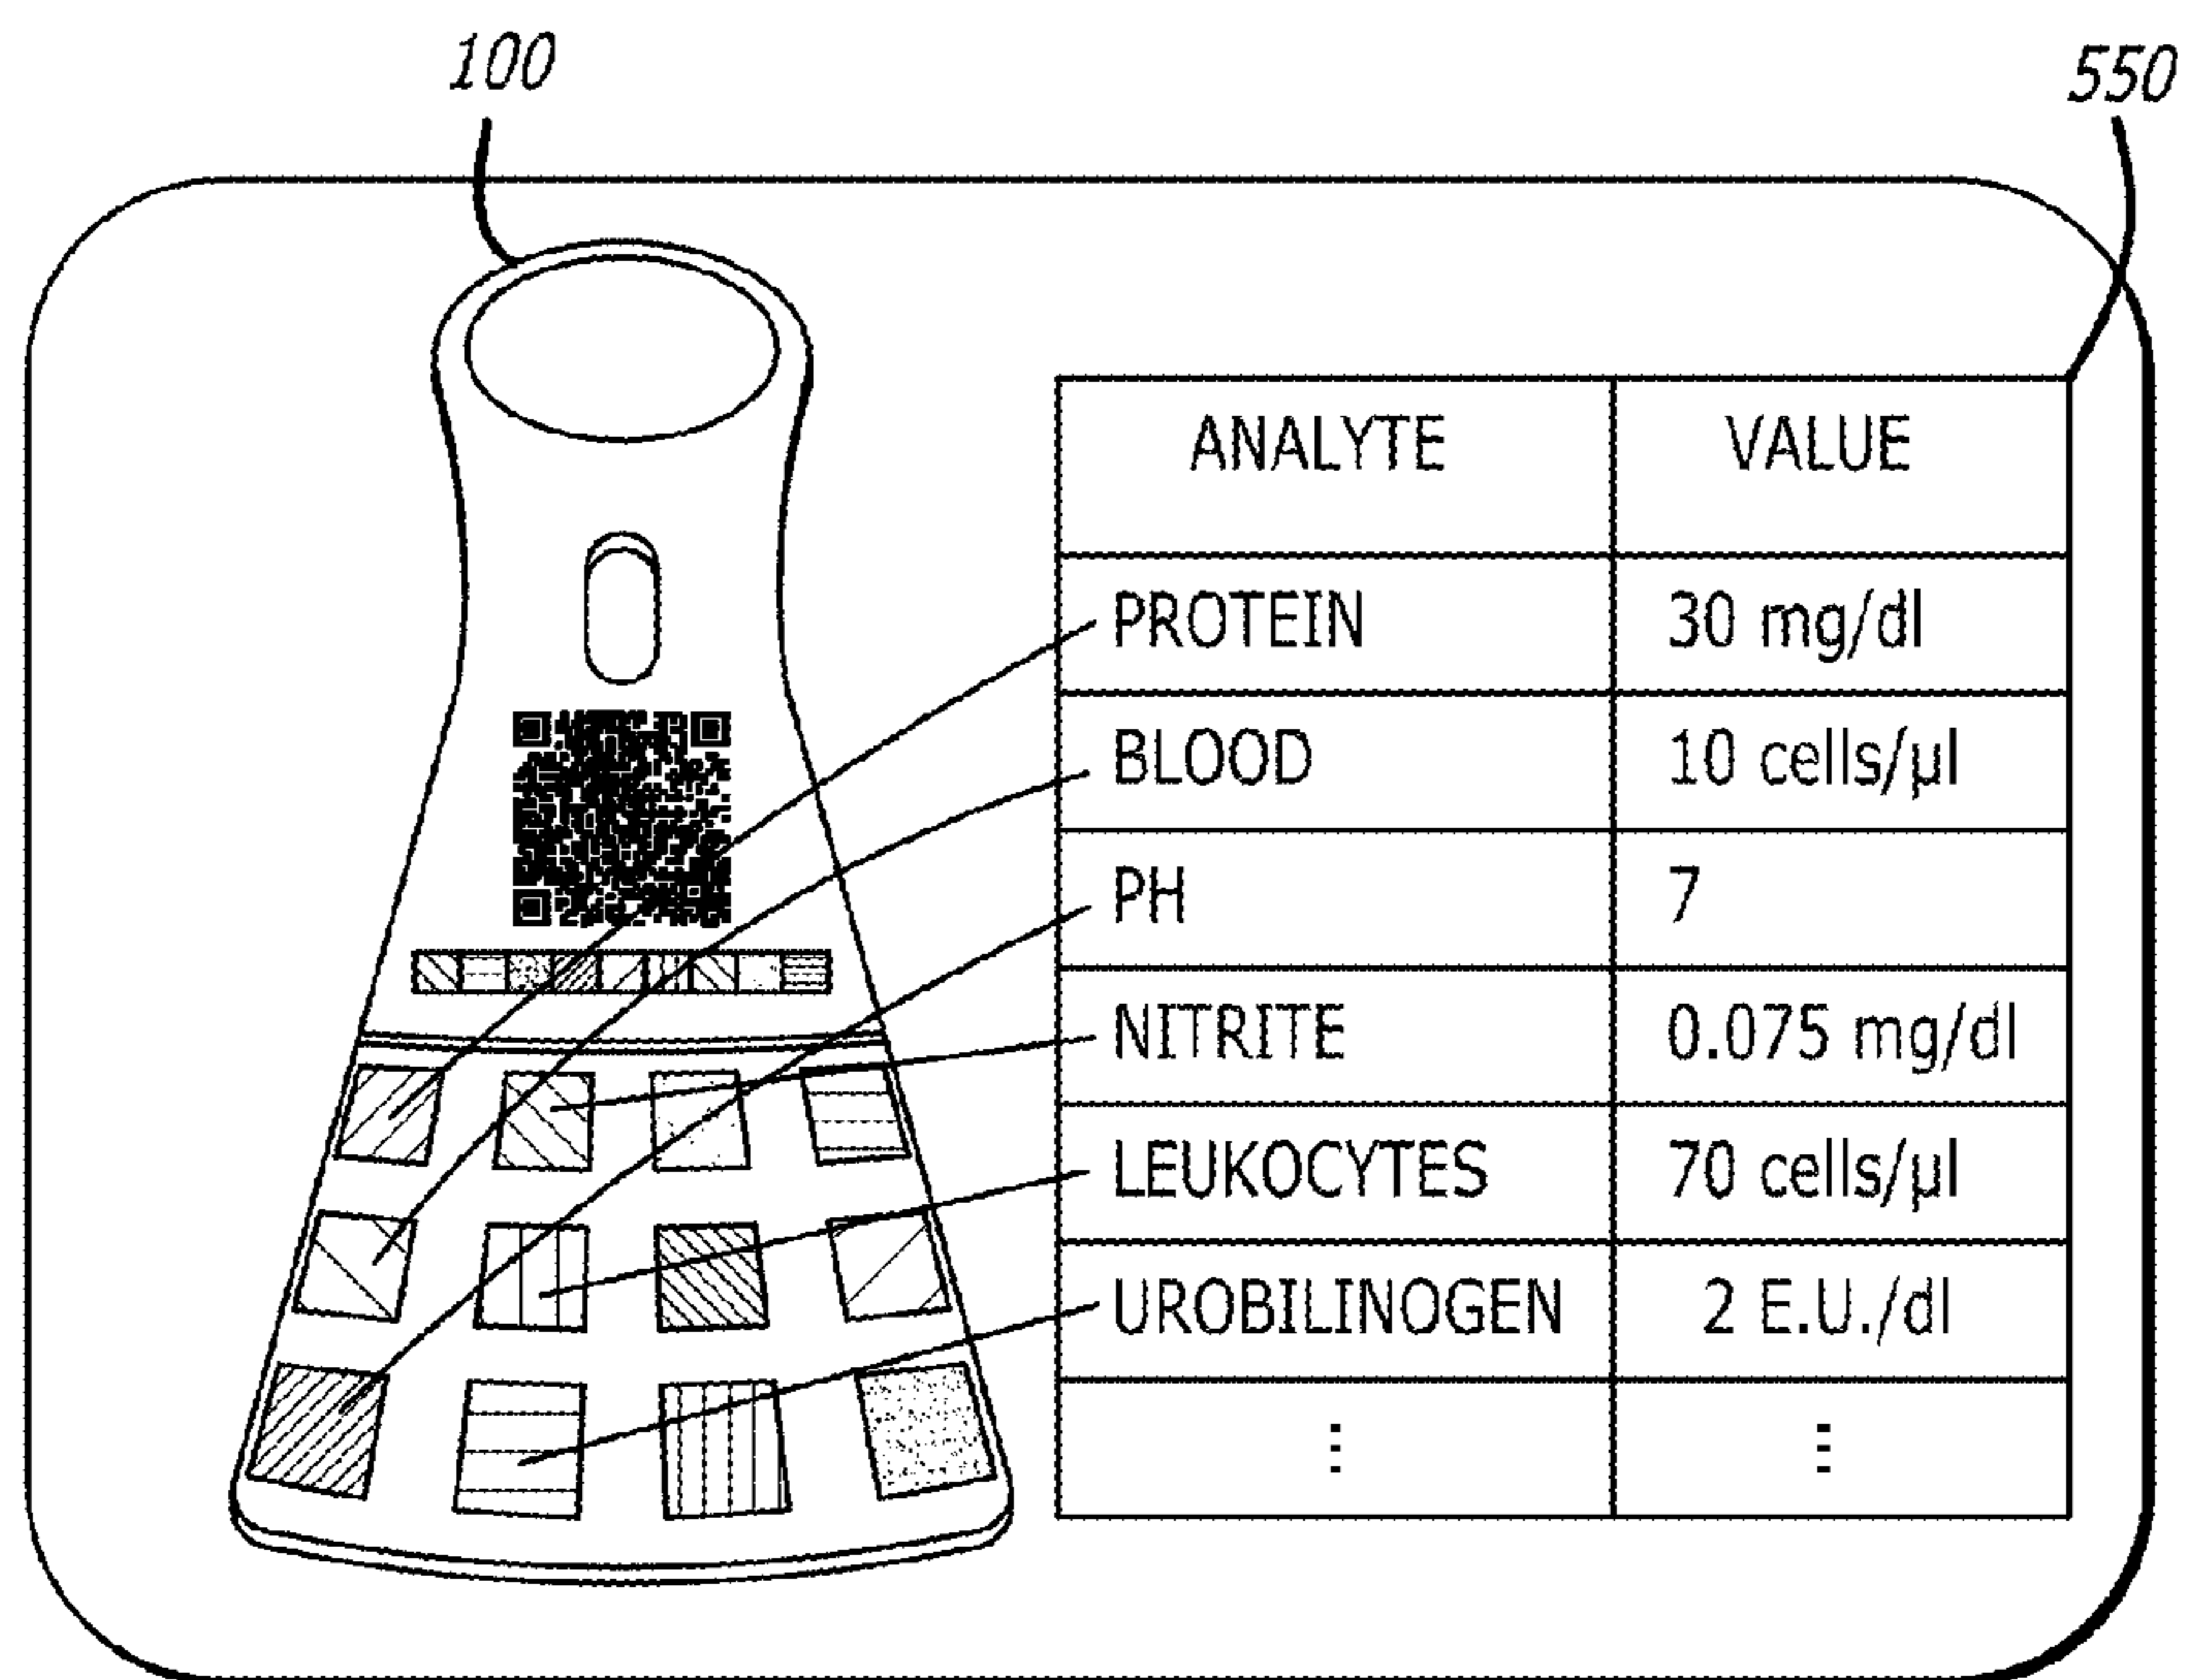 100
550
ANALYTE VALUE
PROTEIN 30 mg/dl
BLOOD 10 cells/µl
PH 7
NITRITE 0.075 mg/dl
LEUKOCYTES 70 cells/µl
UROBILINOGEN 2 E.U./dl
⋮ ⋮